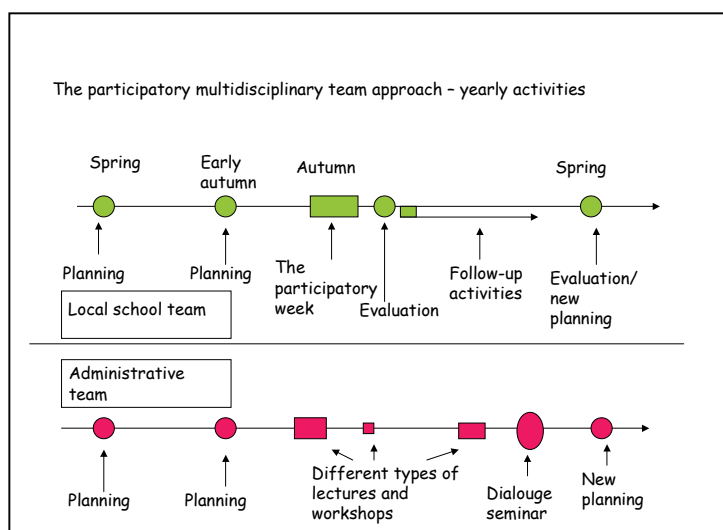 The participatory multidisciplinary team approach – yearly activities
Spring
Early
autumn
Autumn
Spring
Planning
Planning
The
participatory
week
Evaluation
Follow-up
activities
Evaluation/
new
planning
Local school team
Administrative
team
Planning
Planning
Different types of
lectures and
workshops
Dialouge
seminar
New
planning